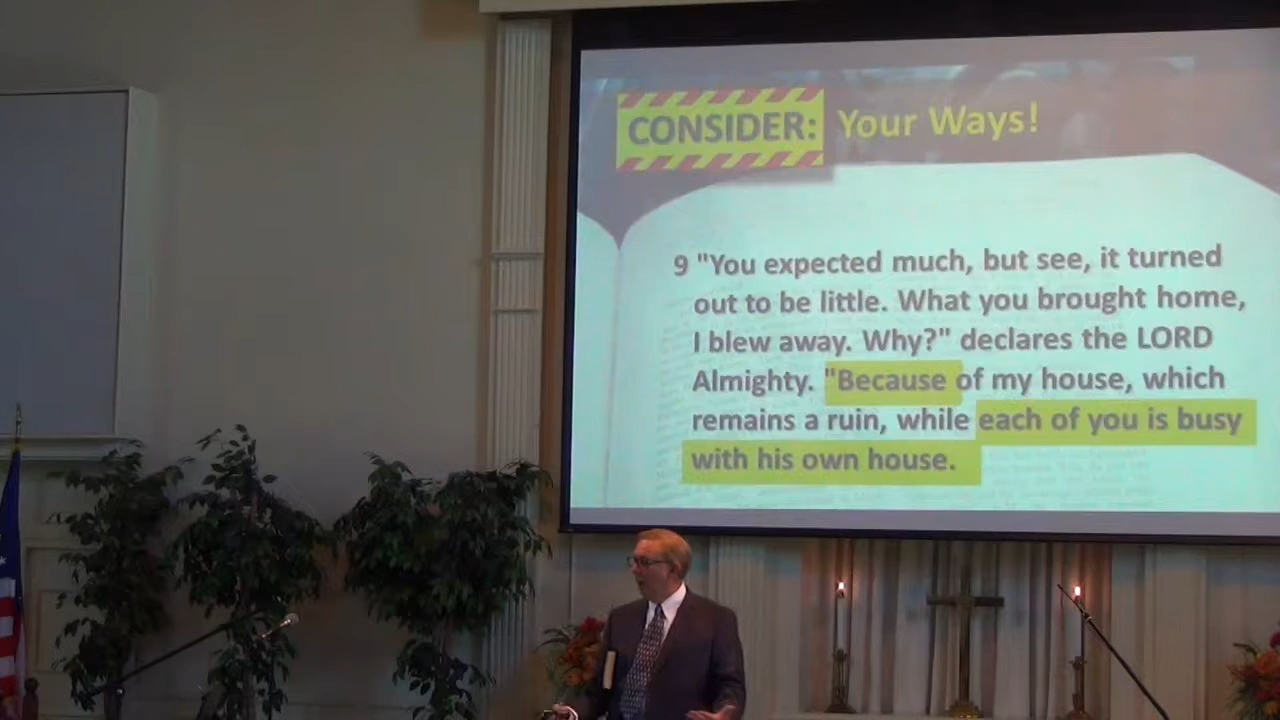 CONSIDER: Your Ways!
9 "You expected much, but see, it turned
out to be little. What you brought home,
I blew away. Why?" declares the LORD
Almighty. "Because of my house, which
remains a ruin, while each of you is busy
with his own house.